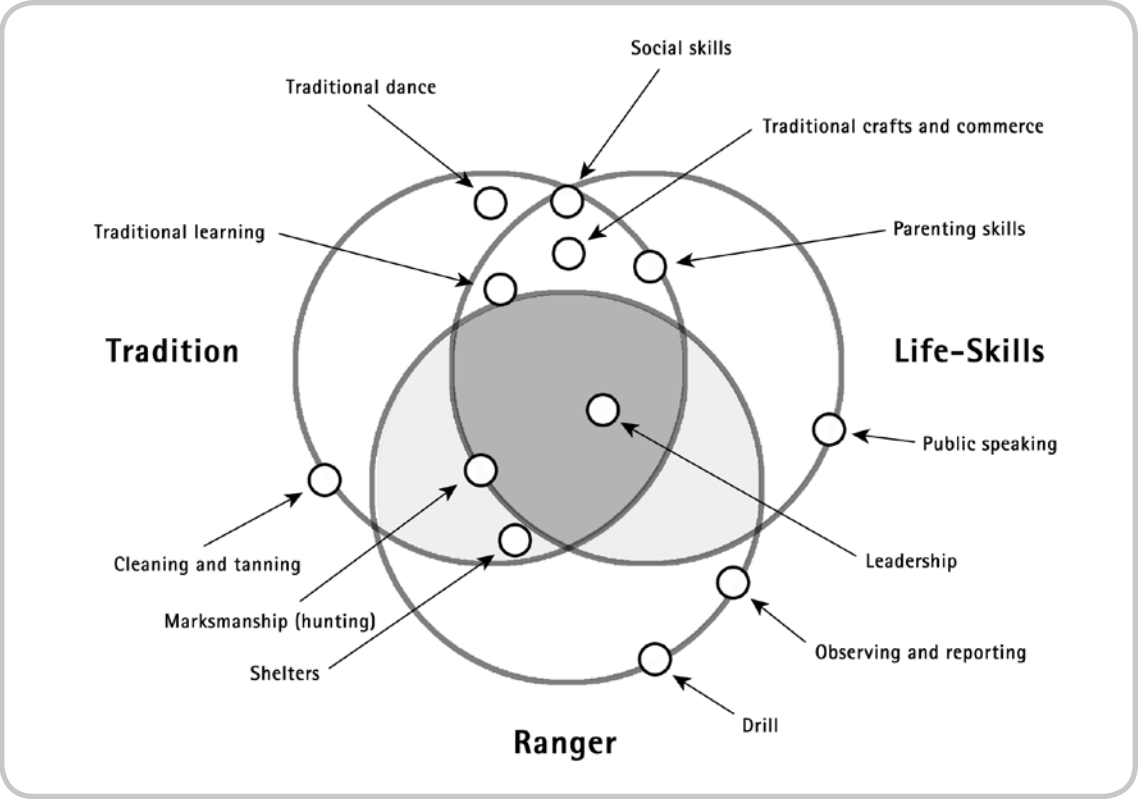 Social skills
Traditional dance
Traditional crafts and commerce
Traditional learning
Parenting skills
Tradition
Life-Skills
Public speaking
Cleaning and tanning
Leadership
Marksmanship (hunting)
Observing and reporting
Shelters
Drill
Ranger